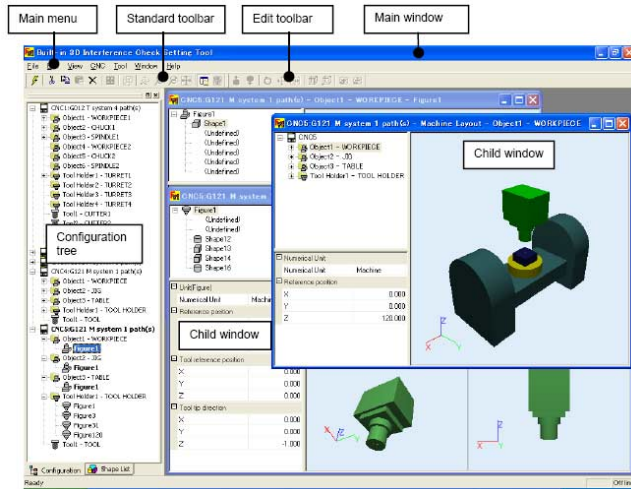 Main menu
Standard toolbar
Edit toolbar
Main window
Built-in 3D Interference Check Setting Tool
File View CNC Tool Window Help
CNC1:G12J T system 4 path(s)
Object1 - WORKPIECE1
Object2 - CHUCK1
Object3 - SPINDLE1
Object4 - WORKPIECE2
Object5 - CHUCK2
Object6 - SPINDLE2
Tool Holder1 - TURRET1
Tool Holder2 - TURRET2
Tool Holder3 - TURRET3
Tool Holder4 - TURRET4
Tool1 - CUTTER1
Configuration
tree
CNC4:G121 M system 1 path(s)
Object1 - WORKPIECE
Object2 - JIG
Object3 - TABLE
Tool Holder1 - TOOL HOLDER
Tool1 - TOOL
CNC5:G121 M system 1 path(s)
Object1 - WORKPIECE
Figure1
Object2 - JIG
Figure1
Object3 - TABLE
Figure1
Tool Holder1 - TOOL HOLDER
Figure1
Figure3
Figure31
Figure128
Tool1 - TOOL
Configuration Shape List
Ready
CNC5:G121 M system 1 path(s) - Object1 - WORKPIECE - Figure1
Figure1
Shape1
(Undefined)
(Undefined)
(Undefined)
(Undefined)
CNC5:G121 M system
Figure1
(Undefined)
(Undefined)
Shape12
Shape13
Shape14
Shape16
Unit(Figure)
Numerical Unit
Reference position
Child window
Tool reference position
X 0.000
Y 0.000
Z 0.000
Tool tip direction
X 0.000
Y 0.000
Z -1.000
CNC5:G121 M system 1 path(s) - Machine Layout - Object1 - WORKPIECE
CNC5
Object1 - WORKPIECE
Object2 - JIG
Object3 - TABLE
Tool Holder1 - TOOL HOLDER
Child window
Numerical Unit
Numerical Unit Machine
Reference position
X 0.000
Y 0.000
Z 120.000
Z
X Y
Z
X Y
Z
X